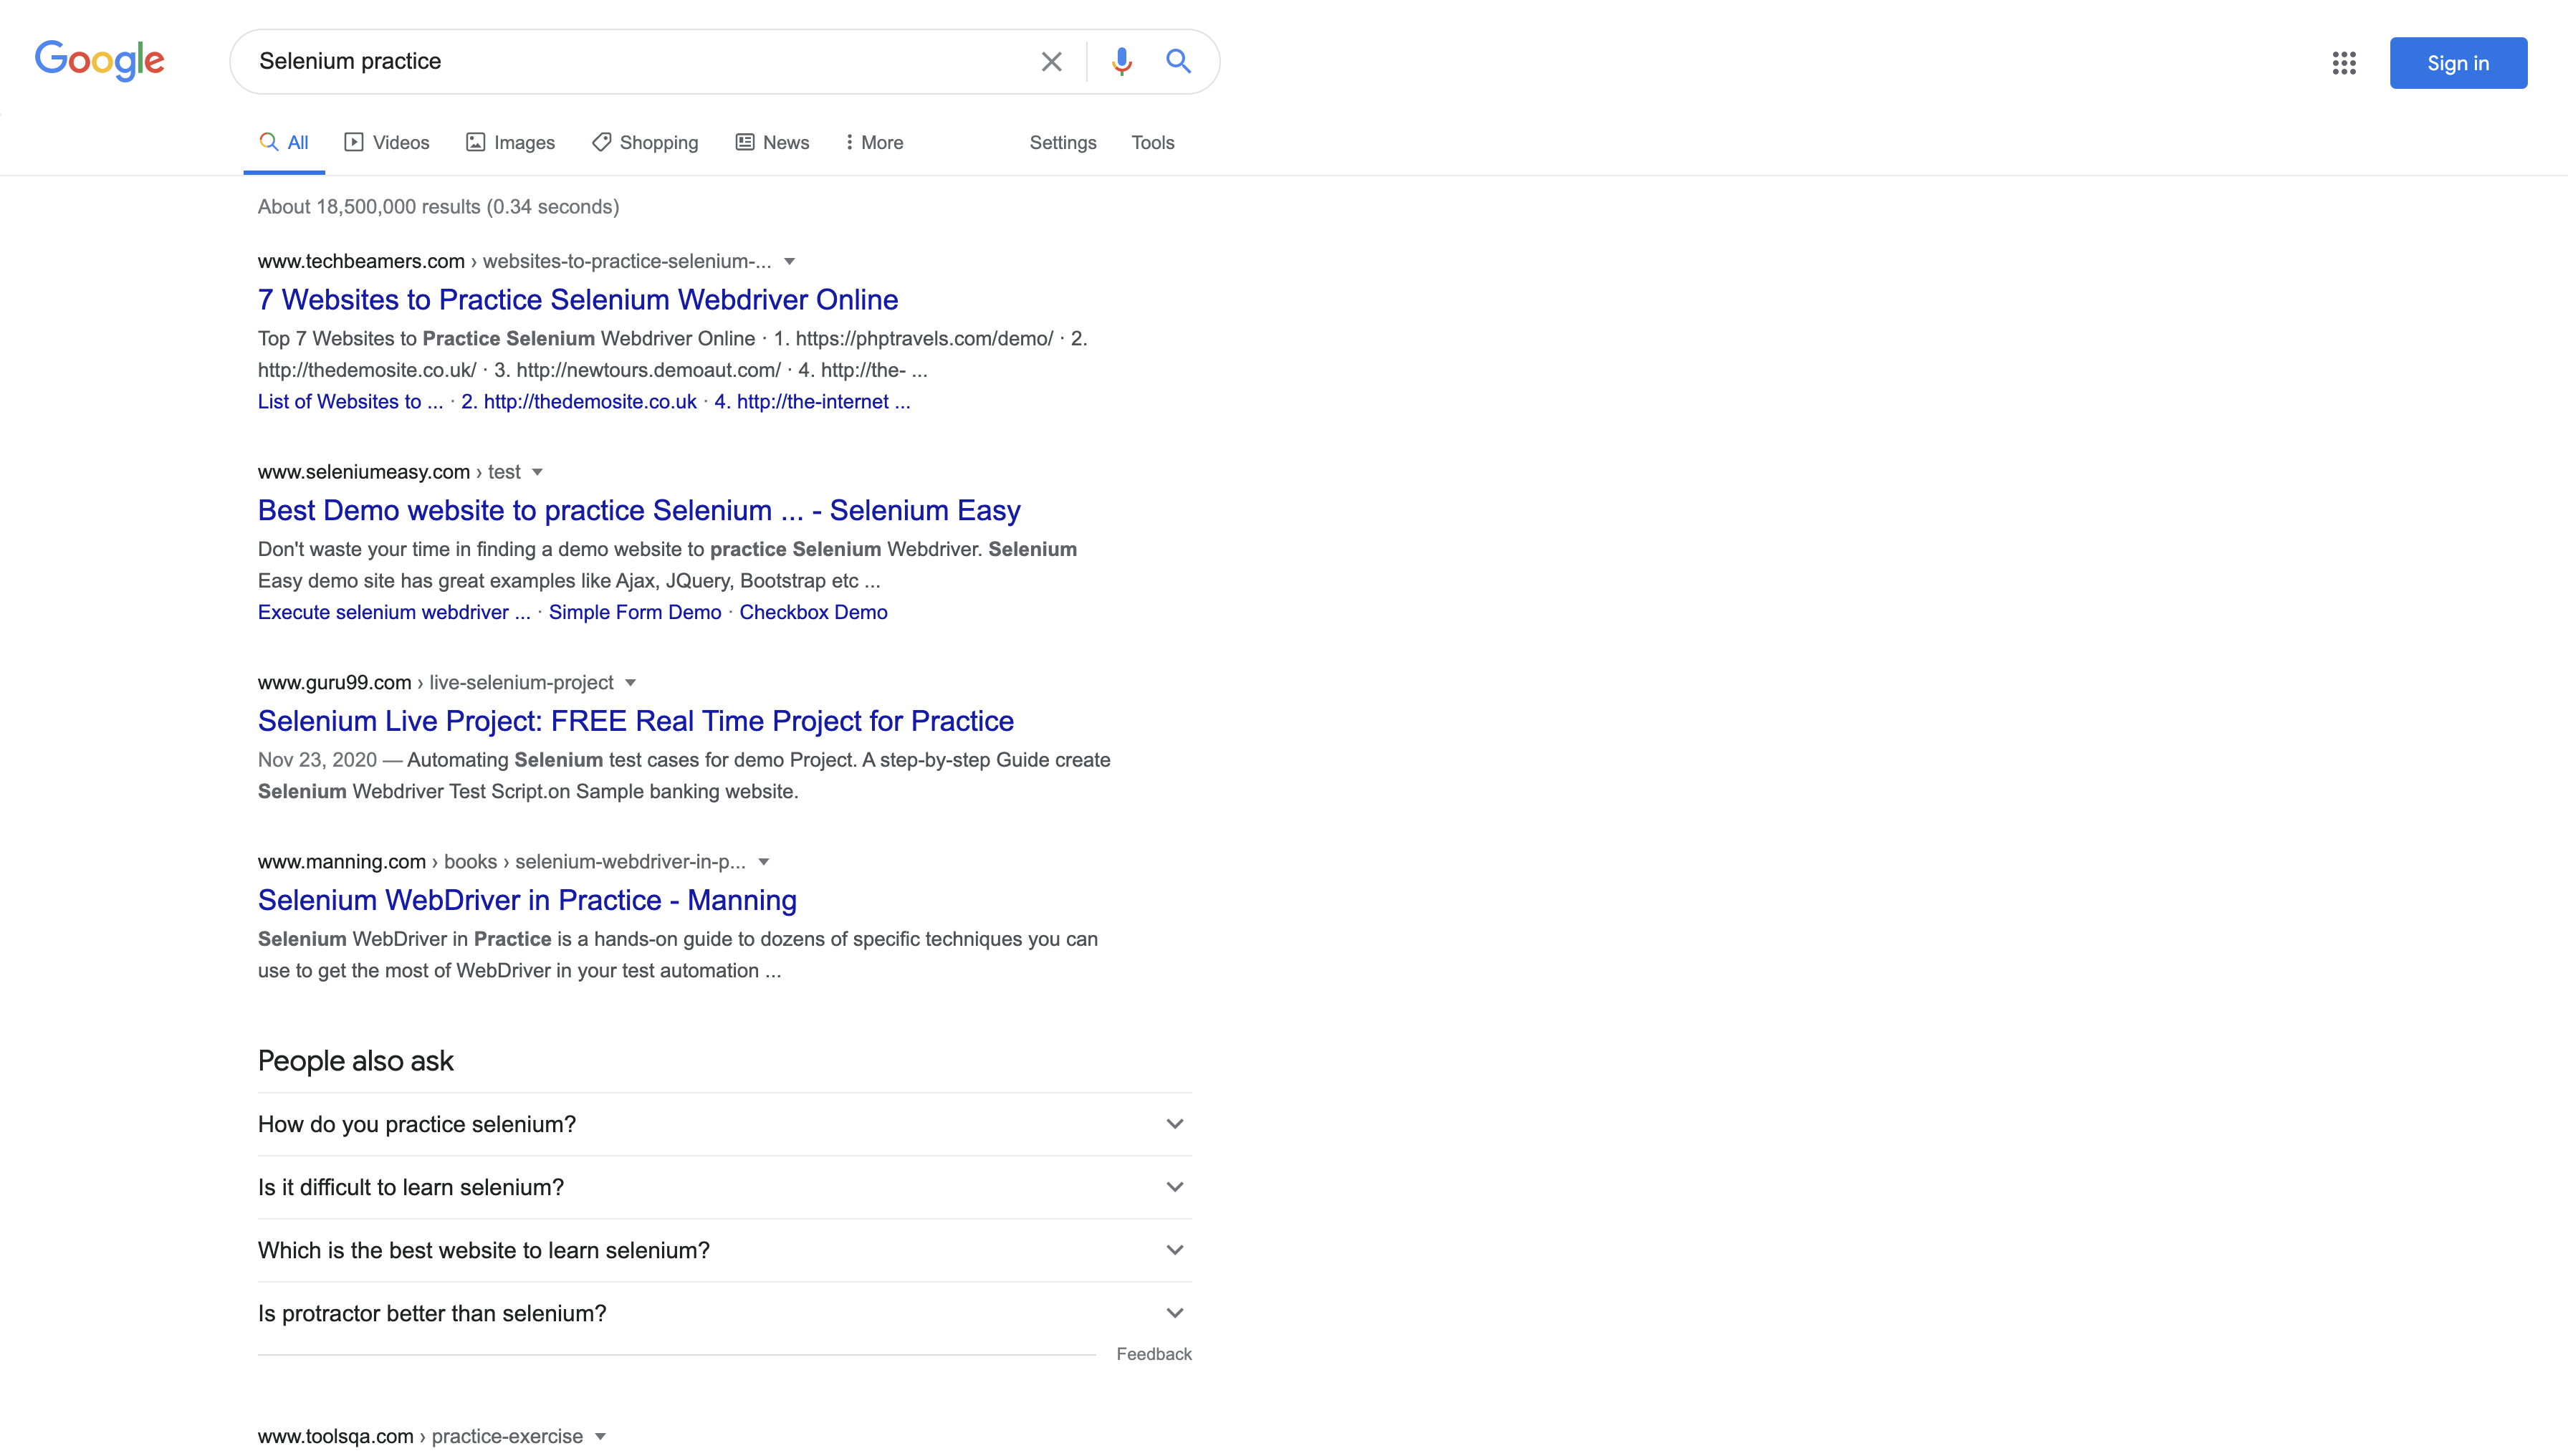 Google
Selenium practice
Sign in
All Videos Images Shopping News More Settings Tools
About 18,500,000 results (0.34 seconds)
www.techbeamers.com › websites-to-practice-selenium-...
7 Websites to Practice Selenium Webdriver Online
Top 7 Websites to Practice Selenium Webdriver Online · 1. https://phptravels.com/demo/ · 2.
http://thedemosite.co.uk/ · 3. http://newtours.demoaut.com/ · 4. http://the- ...
List of Websites to ... · 2. http://thedemosite.co.uk · 4. http://the-internet ...
www.seleniumeasy.com › test
Best Demo website to practice Selenium ... - Selenium Easy
Don't waste your time in finding a demo website to practice Selenium Webdriver. Selenium
Easy demo site has great examples like Ajax, JQuery, Bootstrap etc ...
Execute selenium webdriver ... · Simple Form Demo · Checkbox Demo
www.guru99.com › live-selenium-project
Selenium Live Project: FREE Real Time Project for Practice
Nov 23, 2020 — Automating Selenium test cases for demo Project. A step-by-step Guide create
Selenium Webdriver Test Script.on Sample banking website.
www.manning.com › books › selenium-webdriver-in-p...
Selenium WebDriver in Practice - Manning
Selenium WebDriver in Practice is a hands-on guide to dozens of specific techniques you can
use to get the most of WebDriver in your test automation ...
People also ask
How do you practice selenium?
Is it difficult to learn selenium?
Which is the best website to learn selenium?
Is protractor better than selenium?
Feedback
www.toolsqa.com › practice-exercise